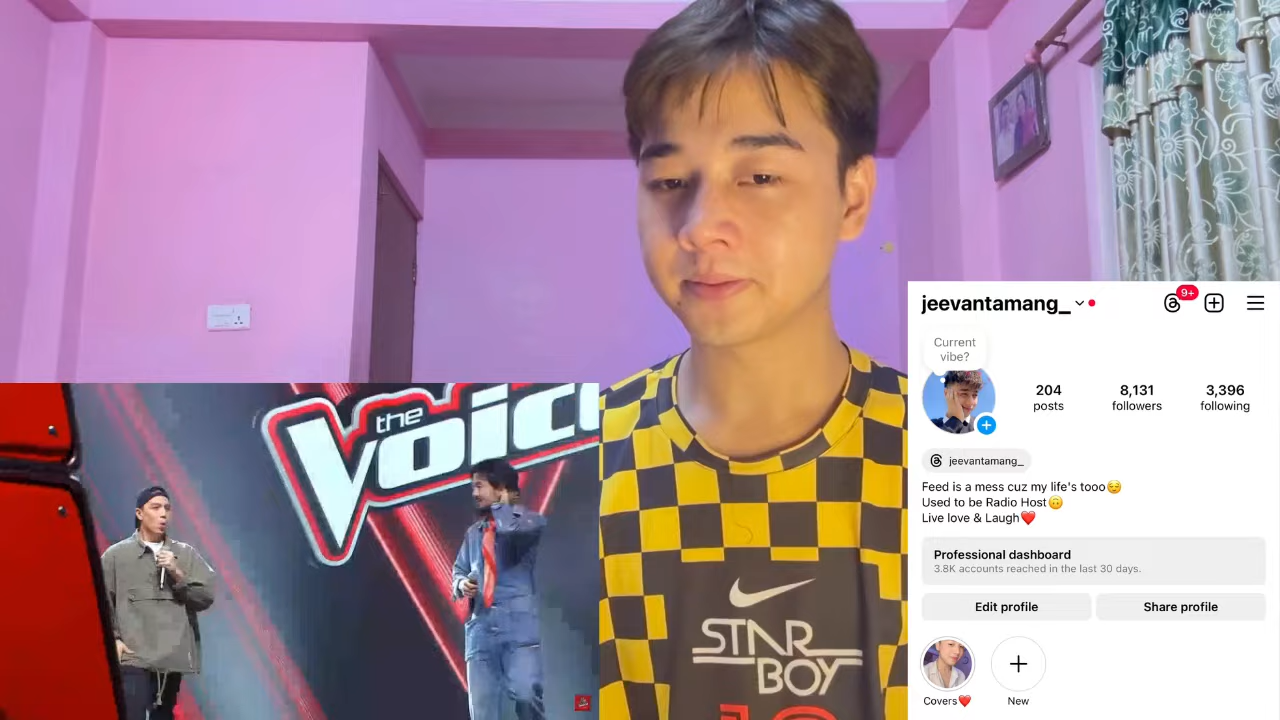 the
Voice
STAR
BOY
jeevantamang_
9+
Current
vibe?
204
posts
8,131
followers
3,396
following
jeevantamang_
Feed is a mess cuz my life's tooo😌
Used to be Radio Host🙃
Live love & Laugh❤️
Professional dashboard
3.8K accounts reached in the last 30 days.
Edit profile
Share profile
Covers❤️
New